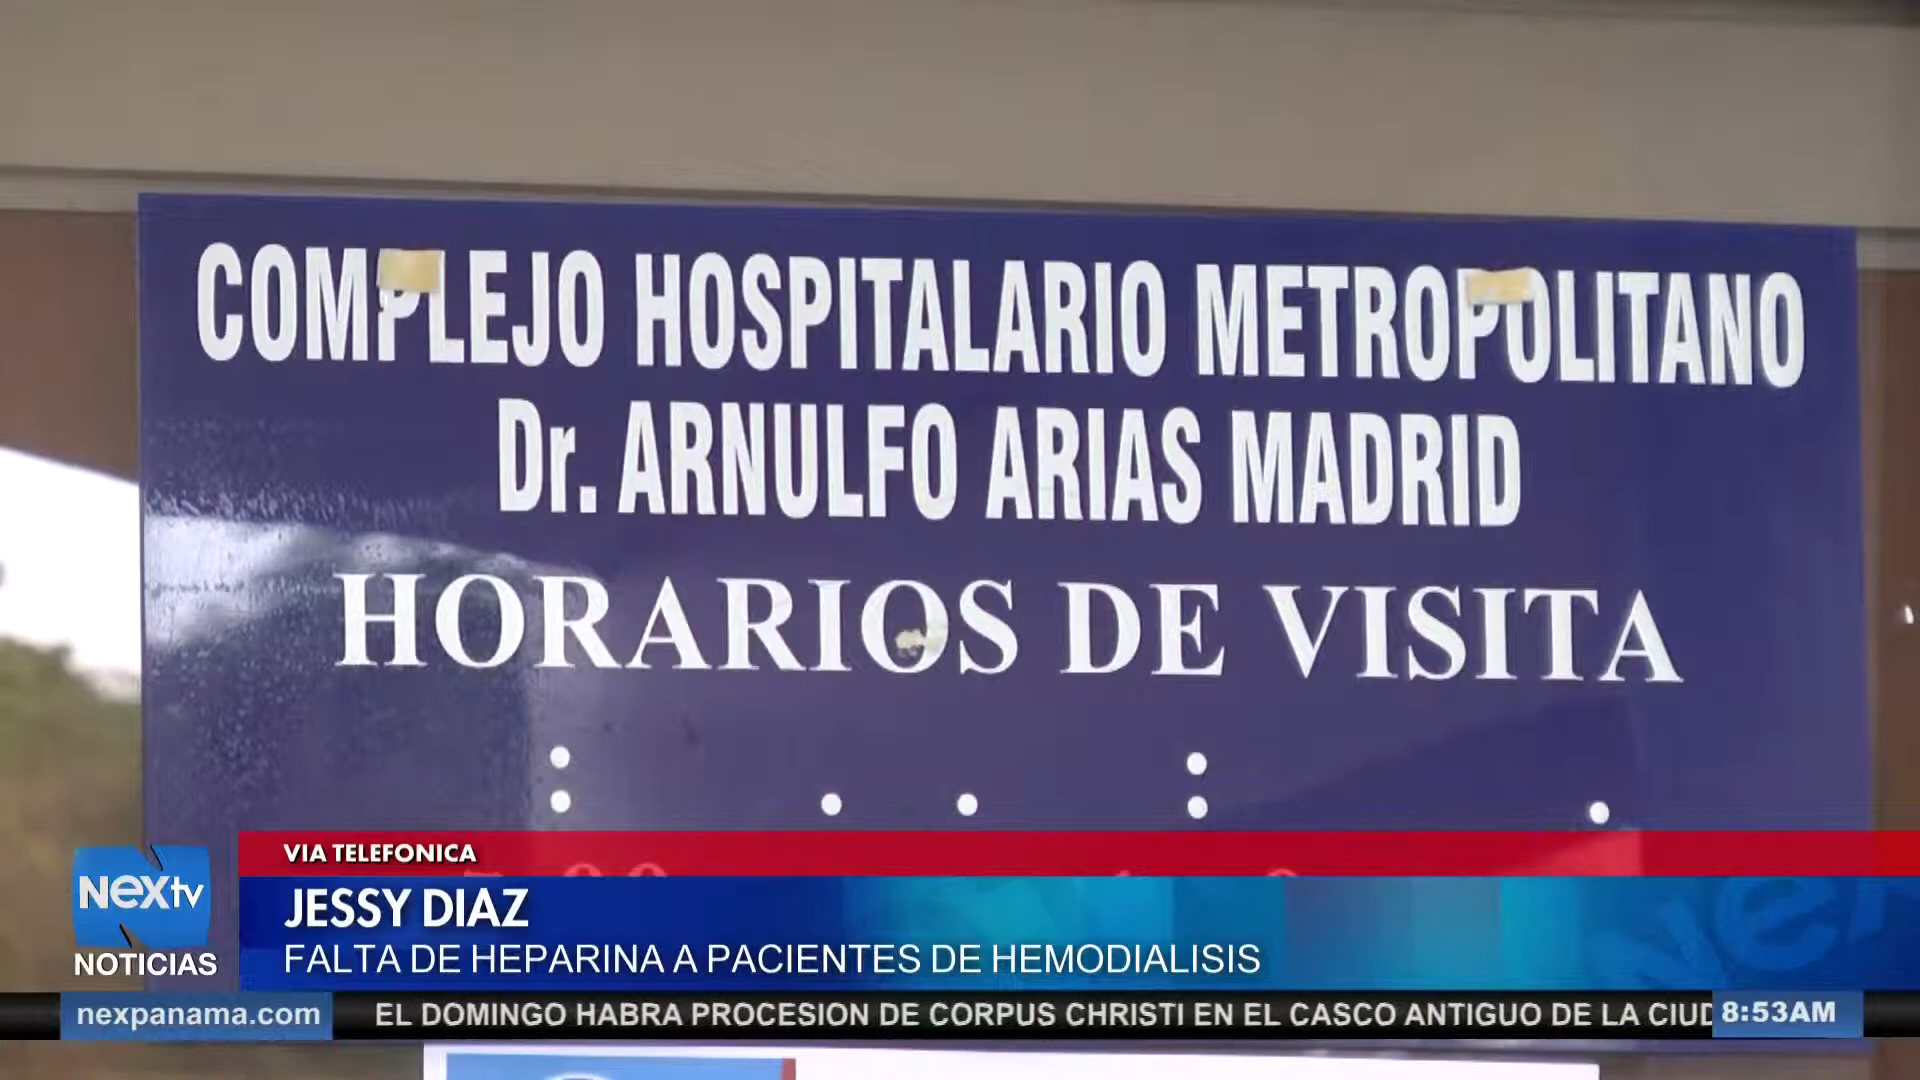 COMPLEJO HOSPITALARIO METROPOLITANO
Dr. ARNULFO ARIAS MADRID
HORARIOS DE VISITA
VIA TELEFONICA
JESSY DIAZ
FALTA DE HEPARINA A PACIENTES DE HEMODIALISIS
NEXtv
NOTICIAS
nexpanama.com
EL DOMINGO HABRA PROCESION DE CORPUS CHRISTI EN EL CASCO ANTIGUO DE LA CIUD
8:53AM